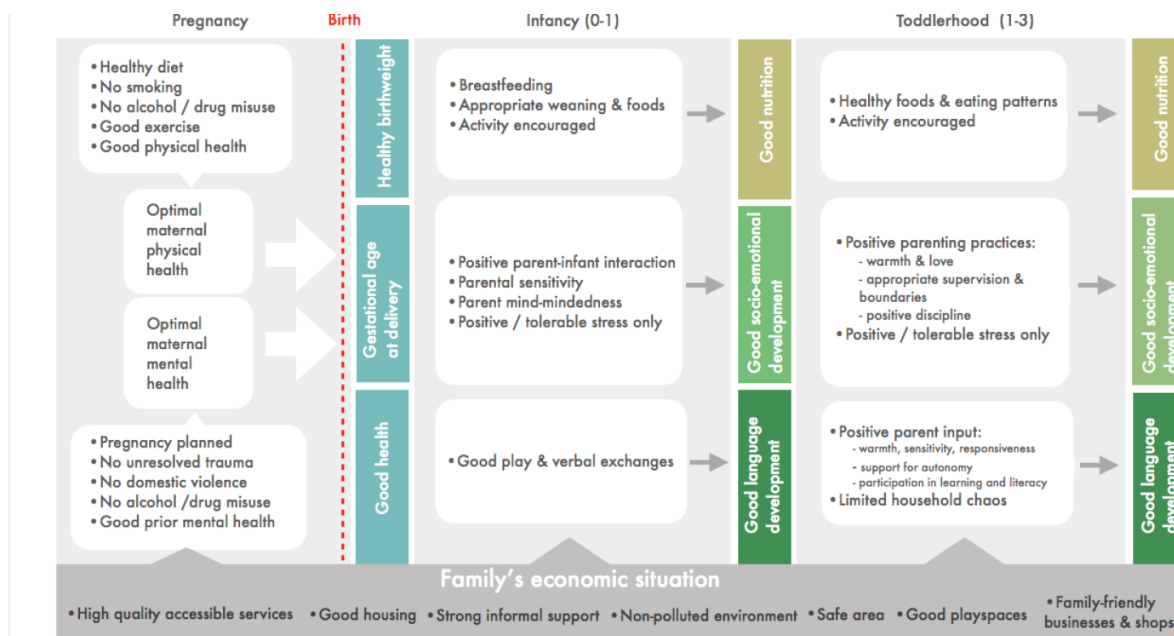 Pregnancy
Birth
Infancy (0-1)
Toddlerhood (1-3)
• Healthy diet
• No smoking
• No alcohol / drug misuse
• Good exercise
• Good physical health
Optimal
maternal
physical
health
Optimal
maternal
mental
health
• Pregnancy planned
• No unresolved trauma
• No domestic violence
• No alcohol /drug misuse
• Good prior mental health
Healthy birthweight
Gestational age
at delivery
Good health
• Breastfeeding
• Appropriate weaning & foods
• Activity encouraged
• Positive parent-infant interaction
• Parental sensitivity
• Parent mind-mindedness
• Positive / tolerable stress only
• Good play & verbal exchanges
Good nutrition
Good socio-emotional
development
Good language
development
• Healthy foods & eating patterns
• Activity encouraged
• Positive parenting practices:
- warmth & love
- appropriate supervision &
boundaries
- positive discipline
• Positive / tolerable stress only
• Positive parent input:
- warmth, sensitivity, responsiveness
- support for autonomy
- participation in learning and literacy
• Limited household chaos
Good nutrition
Good socio-emotional
development
Good language
development
Family's economic situation
• High quality accessible services • Good housing • Strong informal support • Non-polluted environment • Safe area • Good playspaces • Family-friendly
businesses & shops